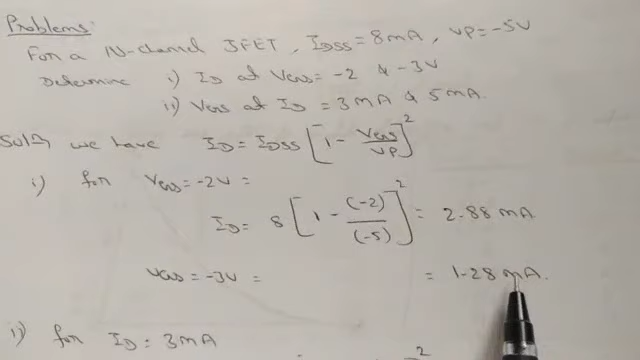 Problems:
For a N-channel JFET, IDSS = 8mA, VP = -5V
Determine i) ID at VGS = -2 & -3V
ii) VGS at ID = 3mA & 5mA.
Soln we have ID = IDSS [1 - VGS/VP]^2
i) for VGS = -2V =
ID = 8 [1 - (-2)/(-5)]^2 = 2.88 mA
VGS = -3V = = 1.28 mA.
ii) for ID = 3mA
2